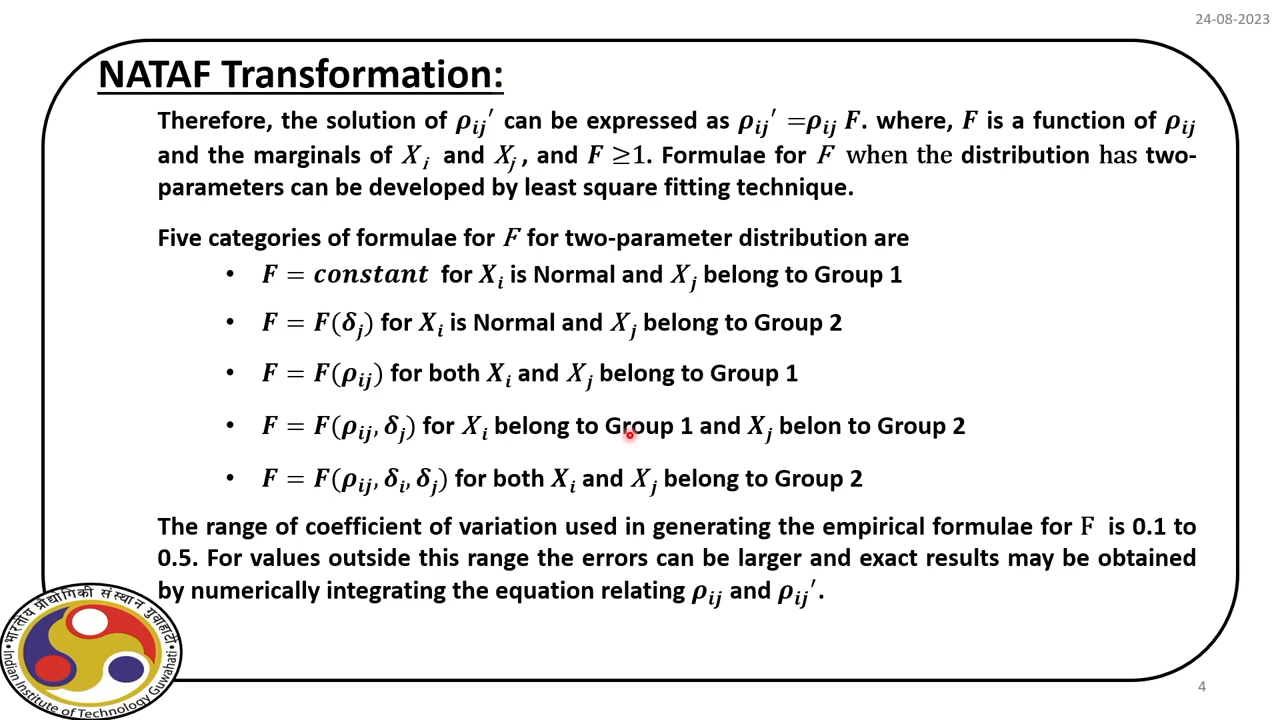 24-08-2023
NATAF Transformation:
Therefore, the solution of ρᵢⱼ′ can be expressed as ρᵢⱼ′ =ρᵢⱼ F. where, F is a function of ρᵢⱼ
and the marginals of Xᵢ and Xⱼ, and F ≥1. Formulae for F when the distribution has two-
parameters can be developed by least square fitting technique.
Five categories of formulae for F for two-parameter distribution are
• F = constant for Xᵢ is Normal and Xⱼ belong to Group 1
• F = F(δⱼ) for Xᵢ is Normal and Xⱼ belong to Group 2
• F = F(ρᵢⱼ) for both Xᵢ and Xⱼ belong to Group 1
• F = F(ρᵢⱼ, δⱼ) for Xᵢ belong to Group 1 and Xⱼ belon to Group 2
• F = F(ρᵢⱼ, δᵢ, δⱼ) for both Xᵢ and Xⱼ belong to Group 2
The range of coefficient of variation used in generating the empirical formulae for F is 0.1 to
0.5. For values outside this range the errors can be larger and exact results may be obtained
by numerically integrating the equation relating ρᵢⱼ and ρᵢⱼ′.
भारतीय प्रौद्योगिकी संस्थान गुवाहाटी
Indian Institute of Technology Guwahati
4